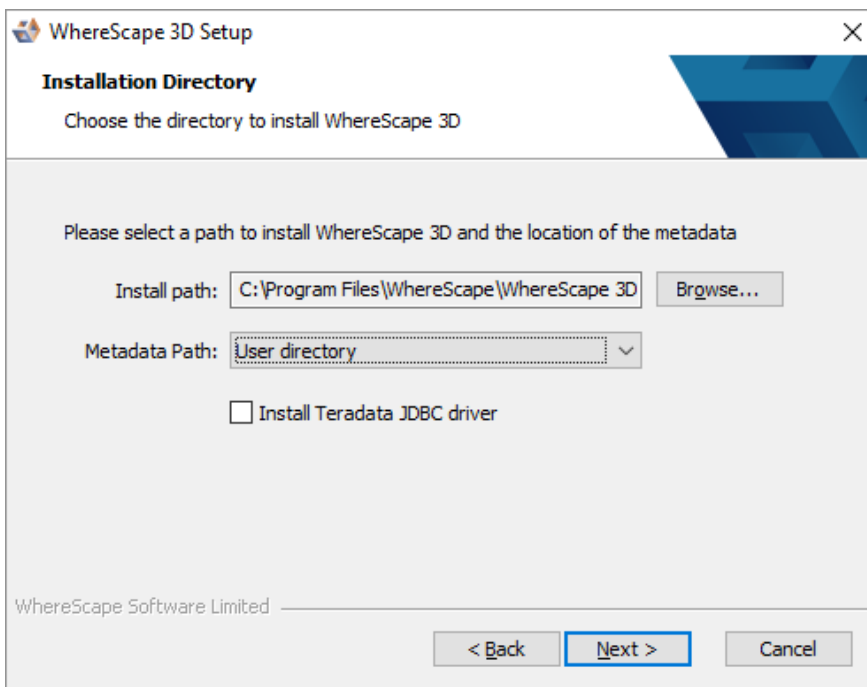 WhereScape 3D Setup
Installation Directory
Choose the directory to install WhereScape 3D
Please select a path to install WhereScape 3D and the location of the metadata
Install path: C:\Program Files\WhereScape\WhereScape 3D Browse...
Metadata Path: User directory
Install Teradata JDBC driver
WhereScape Software Limited
< Back Next > Cancel